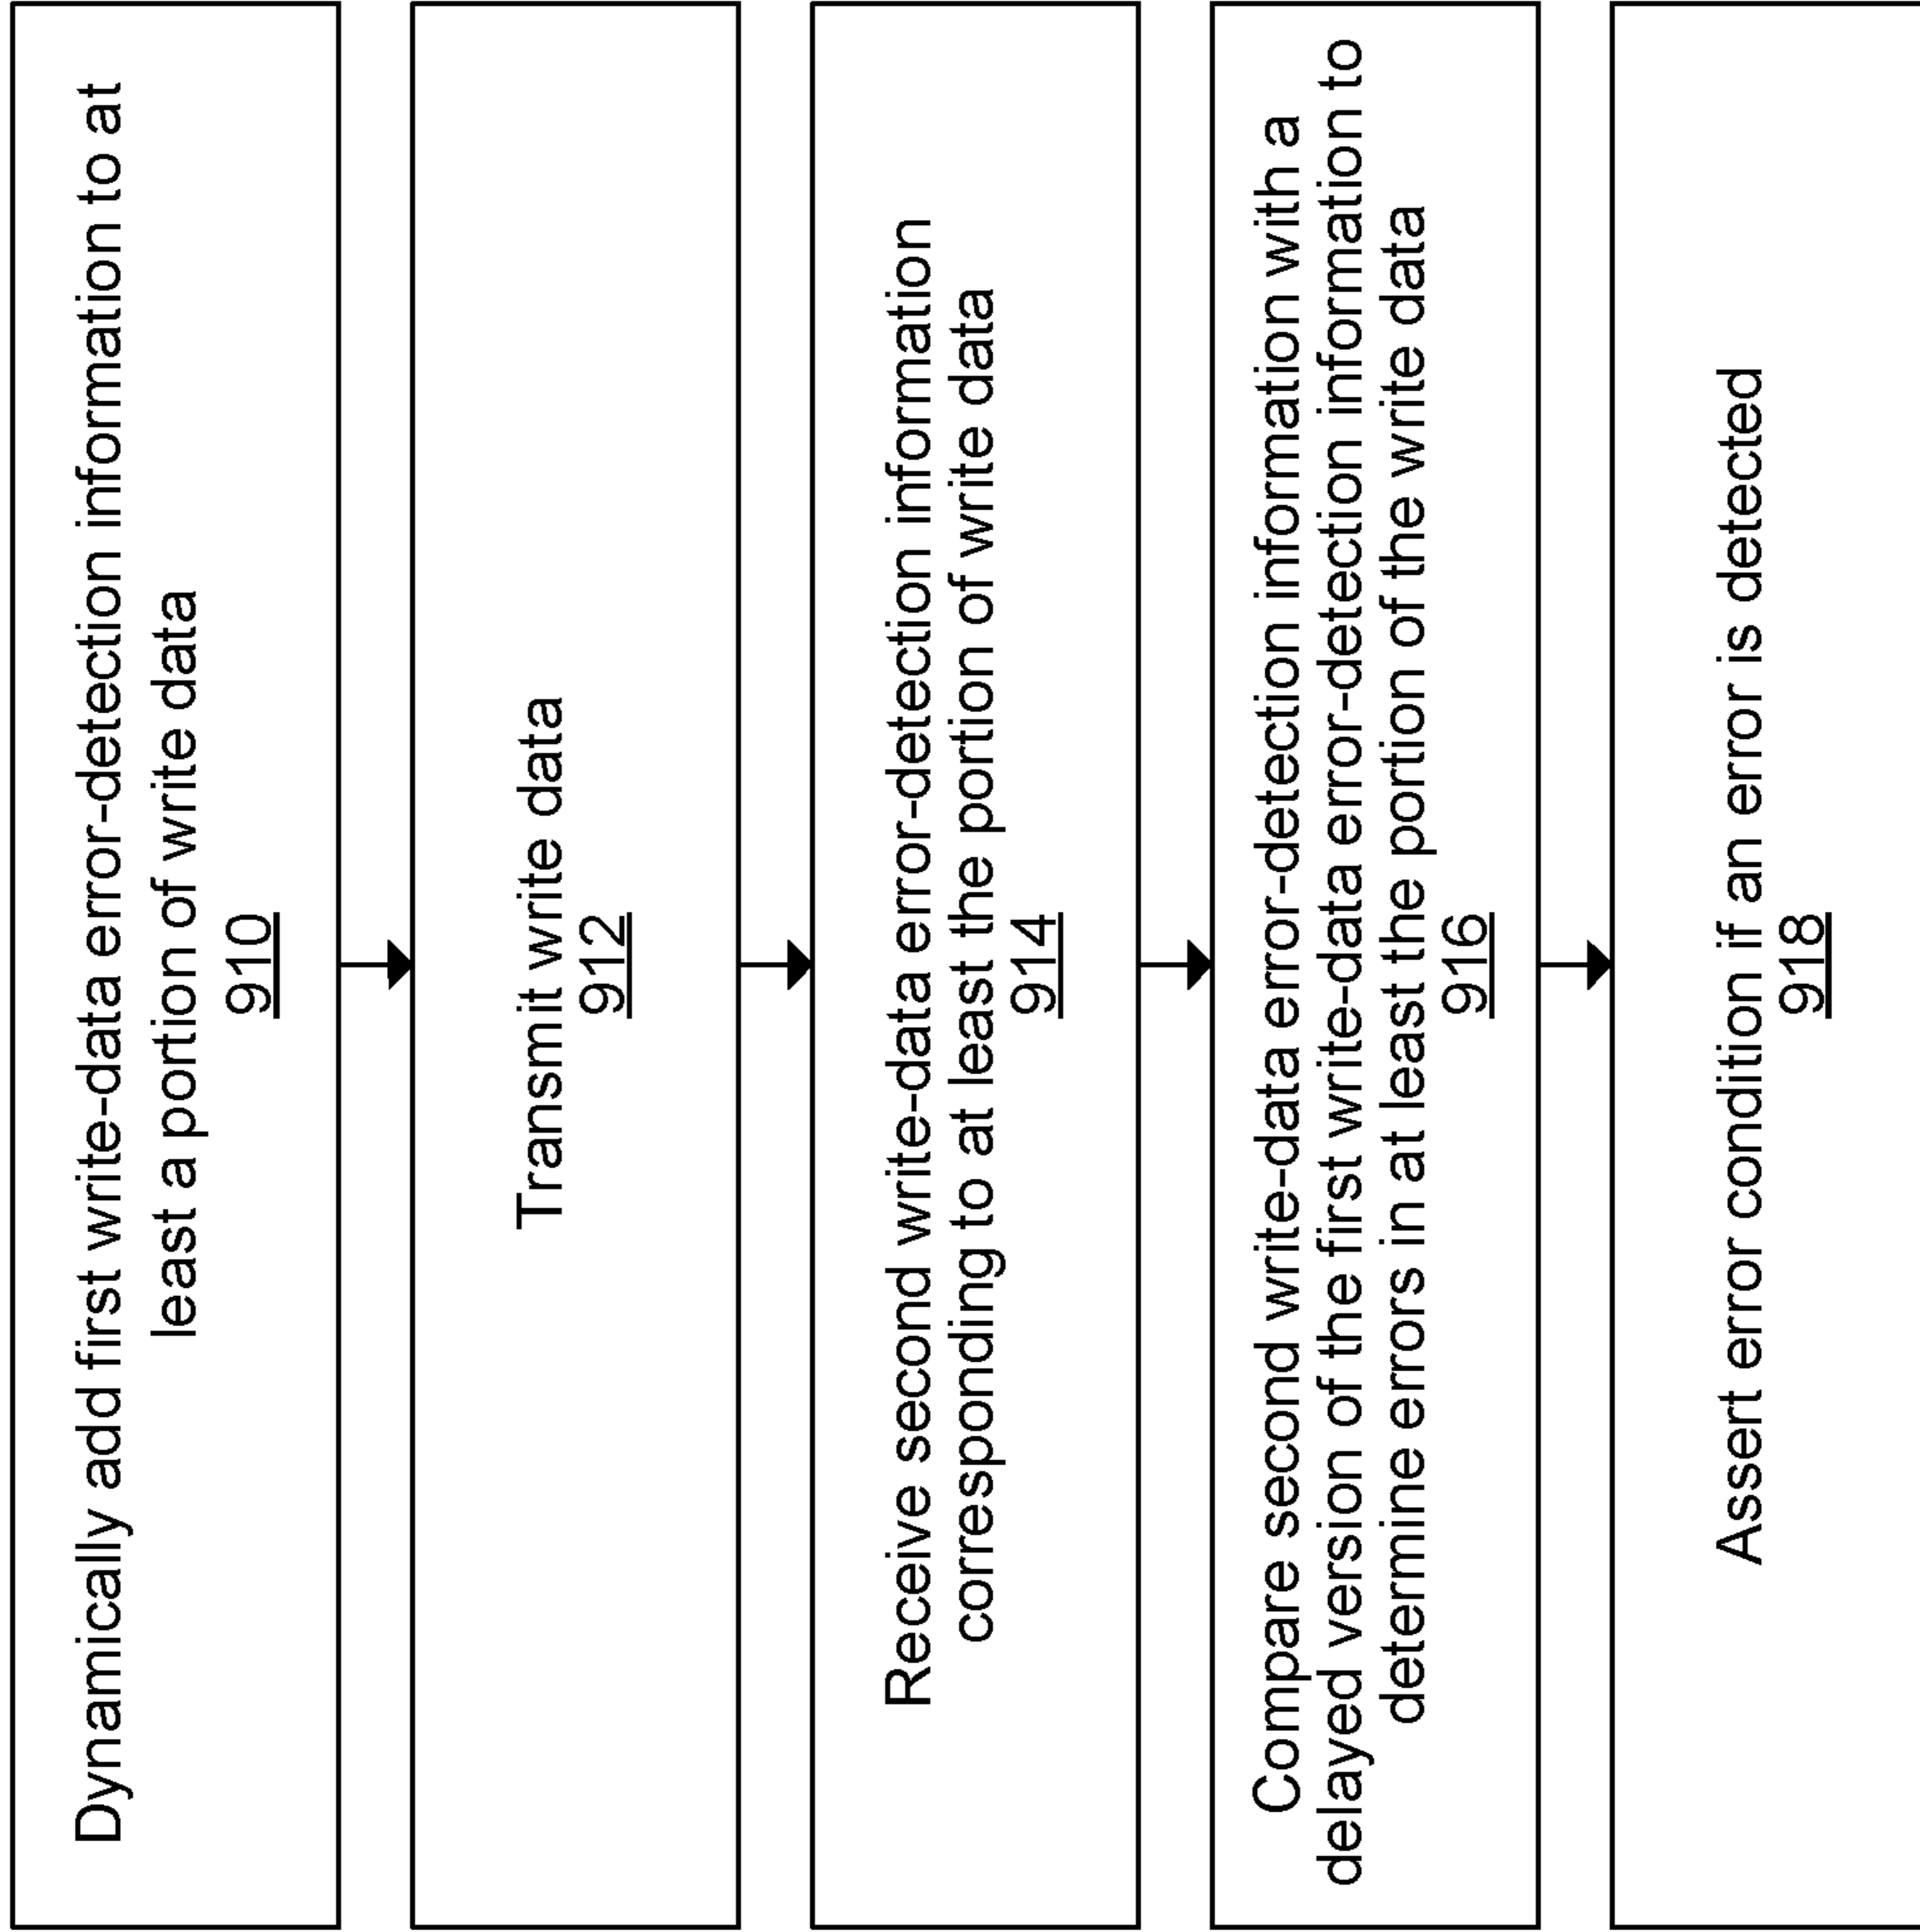 Dynamically add first write-data error-detection information to at
least a portion of write data
910
Transmit write data
912
Receive second write-data error-detection information
corresponding to at least the portion of write data
914
Compare second write-data error-detection information with a
delayed version of the first write-data error-detection information to
determine errors in at least the portion of the write data
916
Assert error condition if an error is detected
918